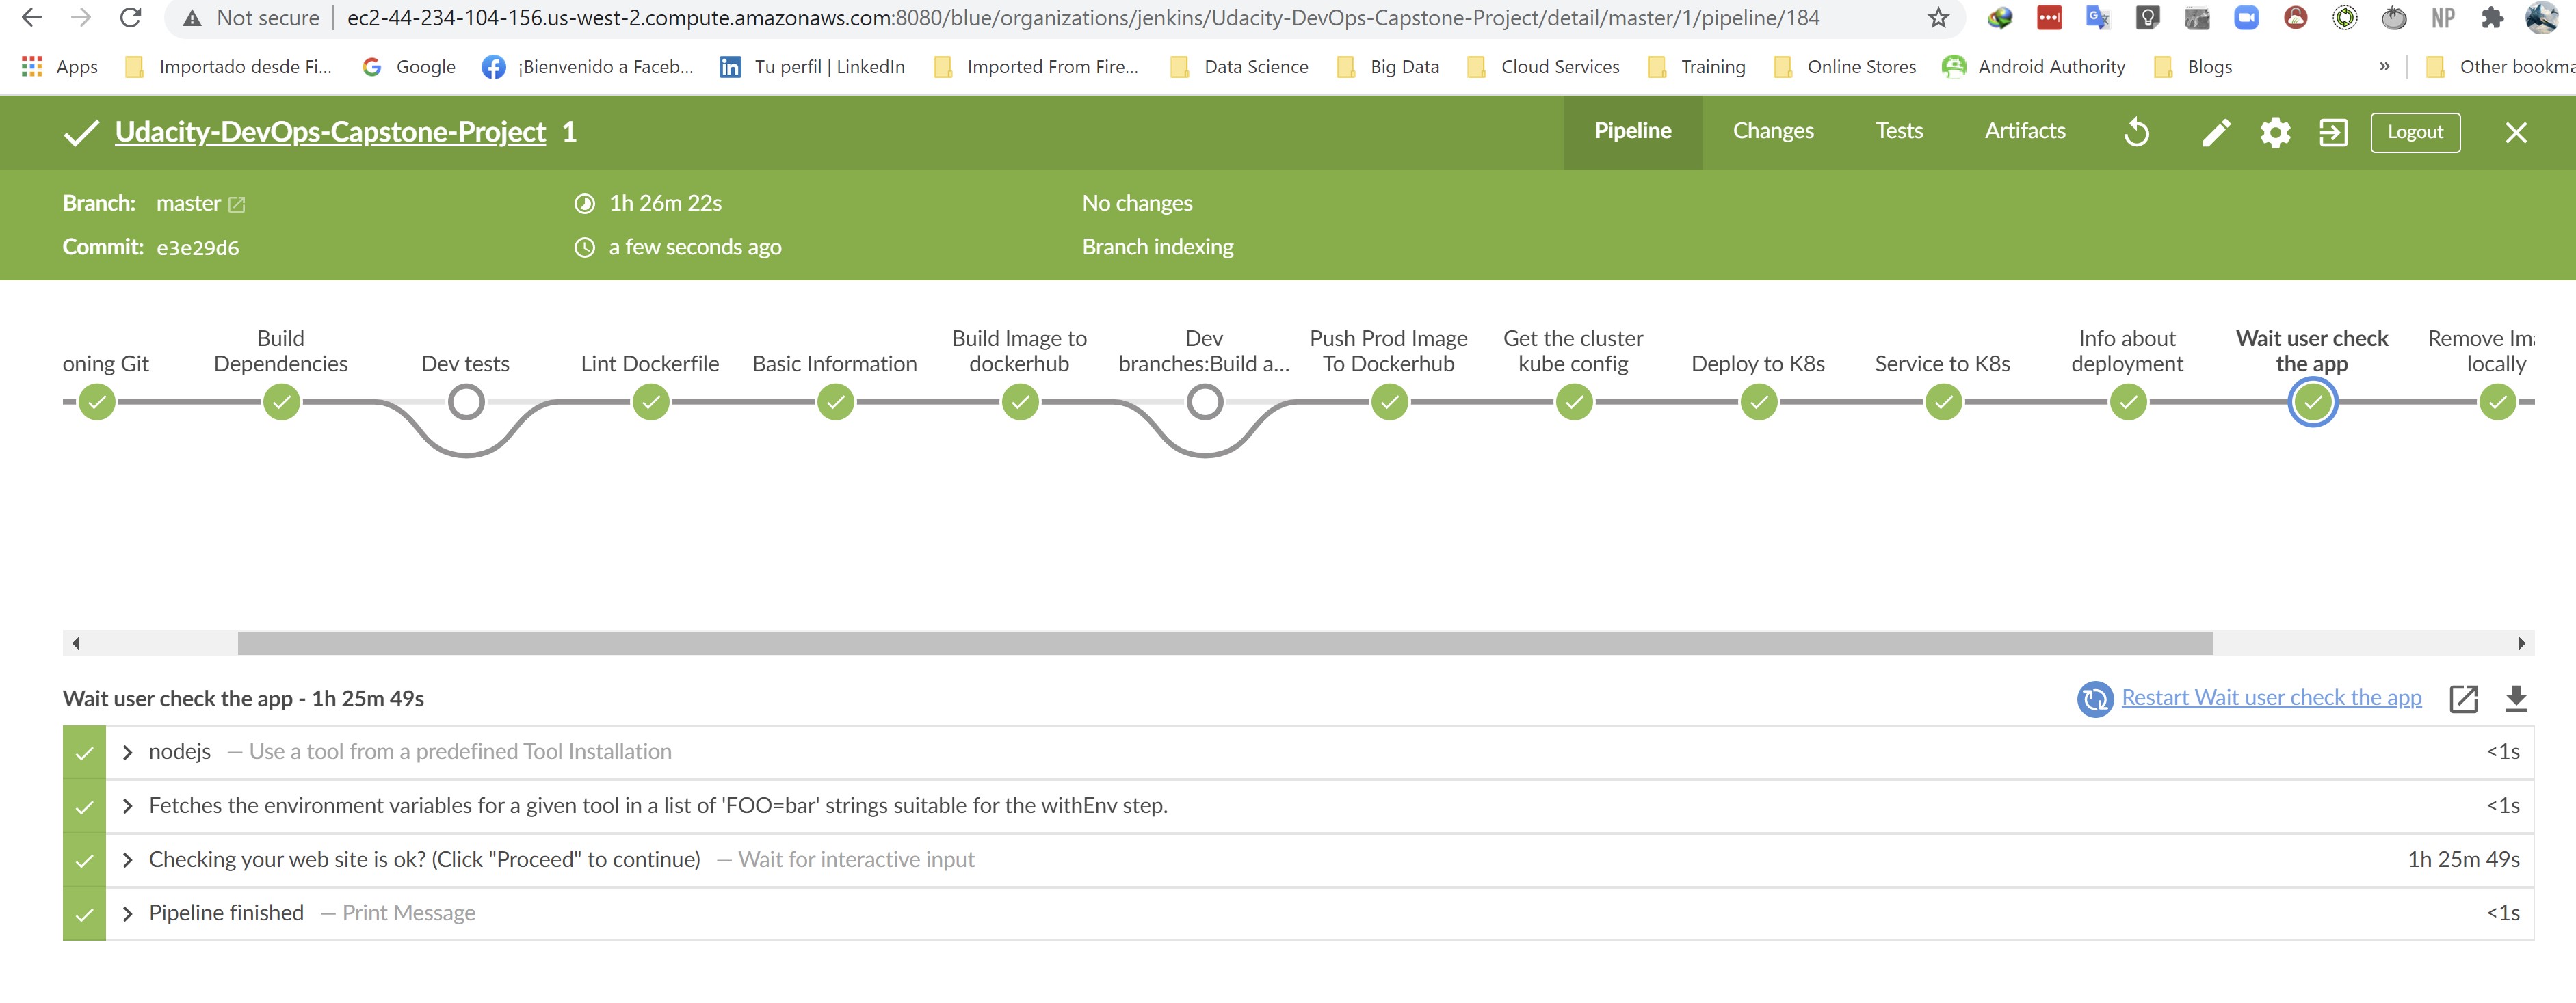 Not secure | ec2-44-234-104-156.us-west-2.compute.amazonaws.com:8080/blue/organizations/jenkins/Udacity-DevOps-Capstone-Project/detail/master/1/pipeline/184 NP
Apps Importado desde Fi... Google ¡Bienvenido a Faceb... Tu perfil | LinkedIn Imported From Fire... Data Science Big Data Cloud Services Training Online Stores Android Authority Blogs » Other bookma
Udacity-DevOps-Capstone-Project 1 Pipeline Changes Tests Artifacts Logout
Branch: master 1h 26m 22s No changes
Commit: e3e29d6 a few seconds ago Branch indexing
Build Build Image to Dev Push Prod Image Get the cluster Info about Wait user check Remove Ima
oning Git Dependencies Dev tests Lint Dockerfile Basic Information dockerhub branches:Build a... To Dockerhub kube config Deploy to K8s Service to K8s deployment the app locally
Wait user check the app - 1h 25m 49s Restart Wait user check the app
nodejs — Use a tool from a predefined Tool Installation <1s
Fetches the environment variables for a given tool in a list of 'FOO=bar' strings suitable for the withEnv step. <1s
Checking your web site is ok? (Click "Proceed" to continue) — Wait for interactive input 1h 25m 49s
Pipeline finished — Print Message <1s